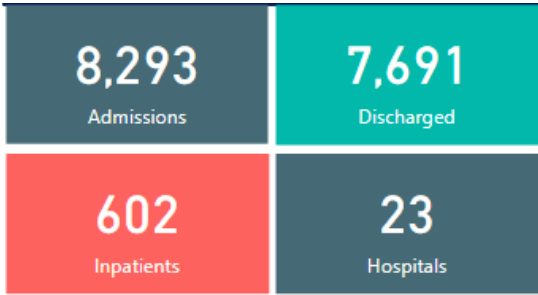 8,293
Admissions
7,691
Discharged
602
Inpatients
23
Hospitals